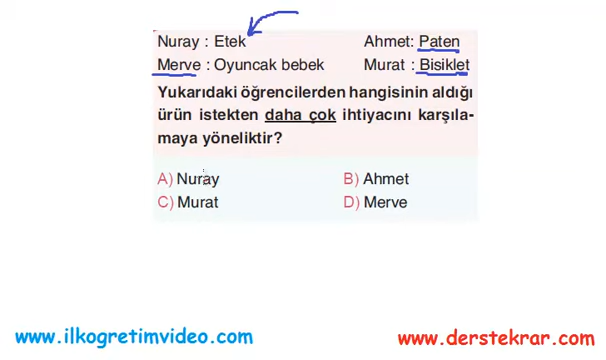 Nuray : Etek Ahmet: Paten
Merve : Oyuncak bebek Murat : Bisiklet
Yukarıdaki öğrencilerden hangisinin aldığı
ürün istekten daha çok ihtiyacını karşıla-
maya yöneliktir?
A) Nuray B) Ahmet
C) Murat D) Merve
www.ilkogretimvideo.com www.derstekrar.com